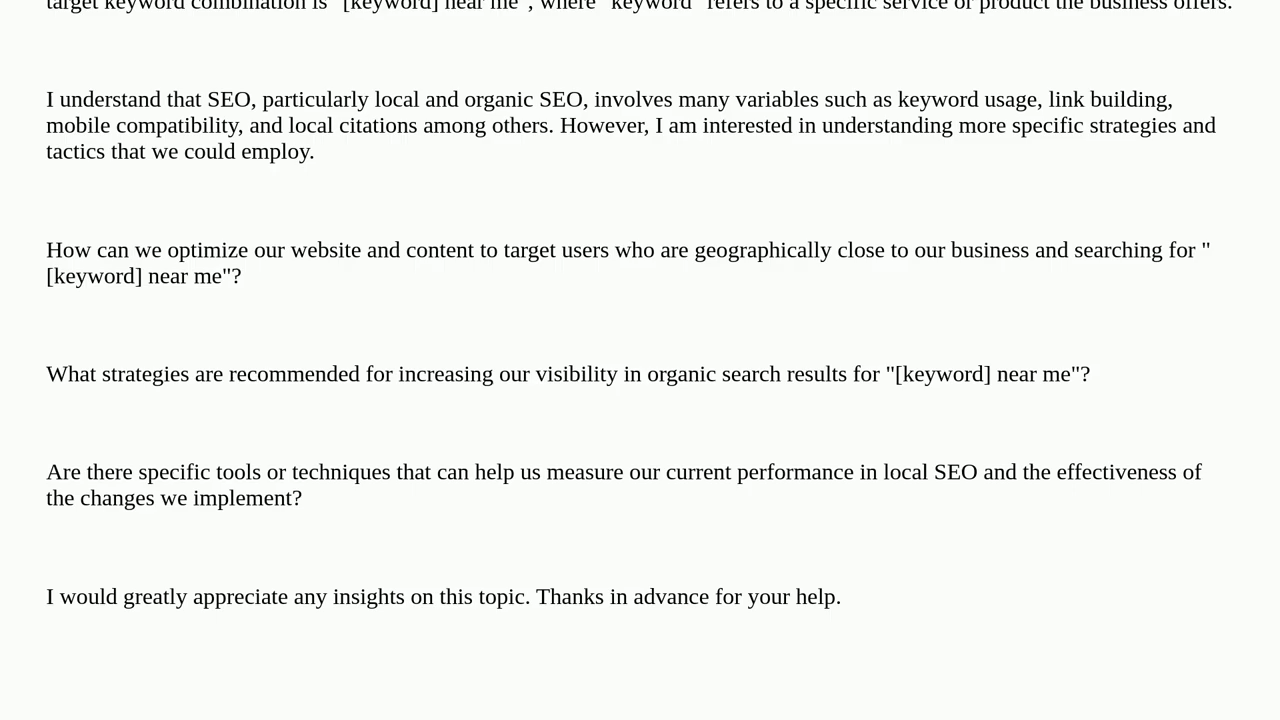 target keyword combination is "[keyword] near me", where "keyword" refers to a specific service or product the business offers.
I understand that SEO, particularly local and organic SEO, involves many variables such as keyword usage, link building,
mobile compatibility, and local citations among others. However, I am interested in understanding more specific strategies and
tactics that we could employ.
How can we optimize our website and content to target users who are geographically close to our business and searching for "
[keyword] near me"?
What strategies are recommended for increasing our visibility in organic search results for "[keyword] near me"?
Are there specific tools or techniques that can help us measure our current performance in local SEO and the effectiveness of
the changes we implement?
I would greatly appreciate any insights on this topic. Thanks in advance for your help.